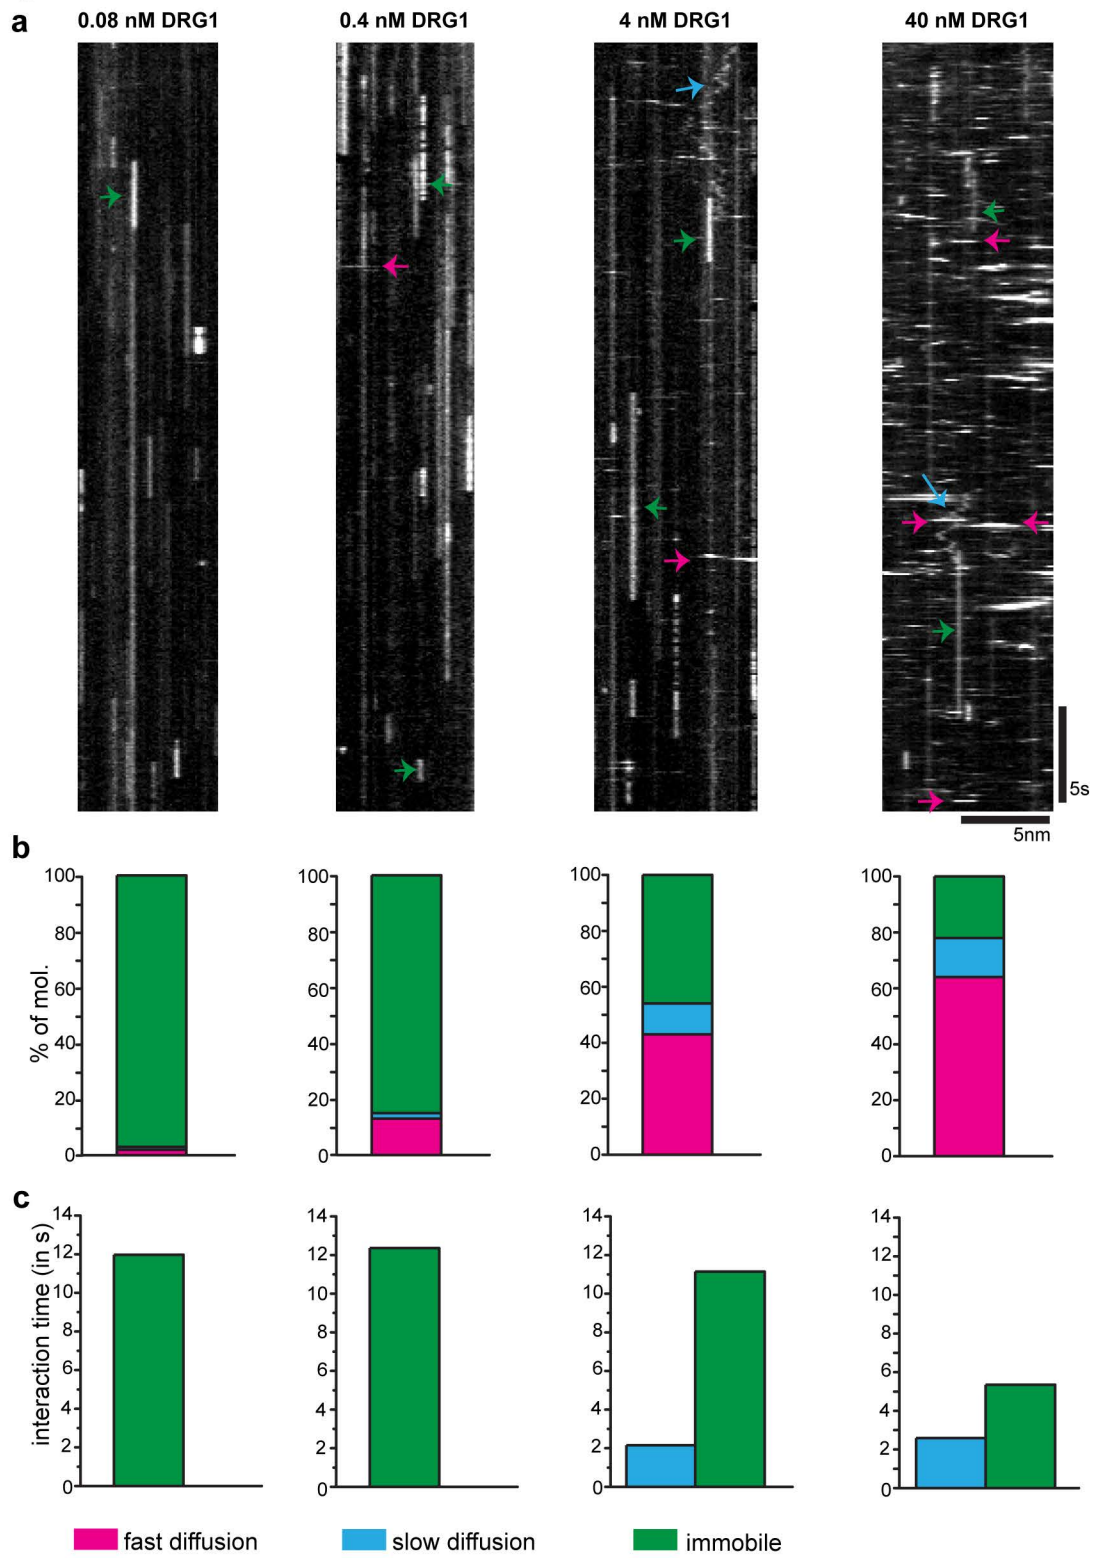 a
0.08 nM DRG1 0.4 nM DRG1 4 nM DRG1 40 nM DRG1
5s
5nm
b
100 100 100 100
80 80 80 80
60 60 60 60
40 40 40 40
20 20 20 20
0 0 0 0
% of mol.
c
14 14 14 14
12 12 12 12
10 10 10 10
8 8 8 8
6 6 6 6
4 4 4 4
2 2 2 2
0 0 0 0
interaction time (in s)
fast diffusion slow diffusion immobile